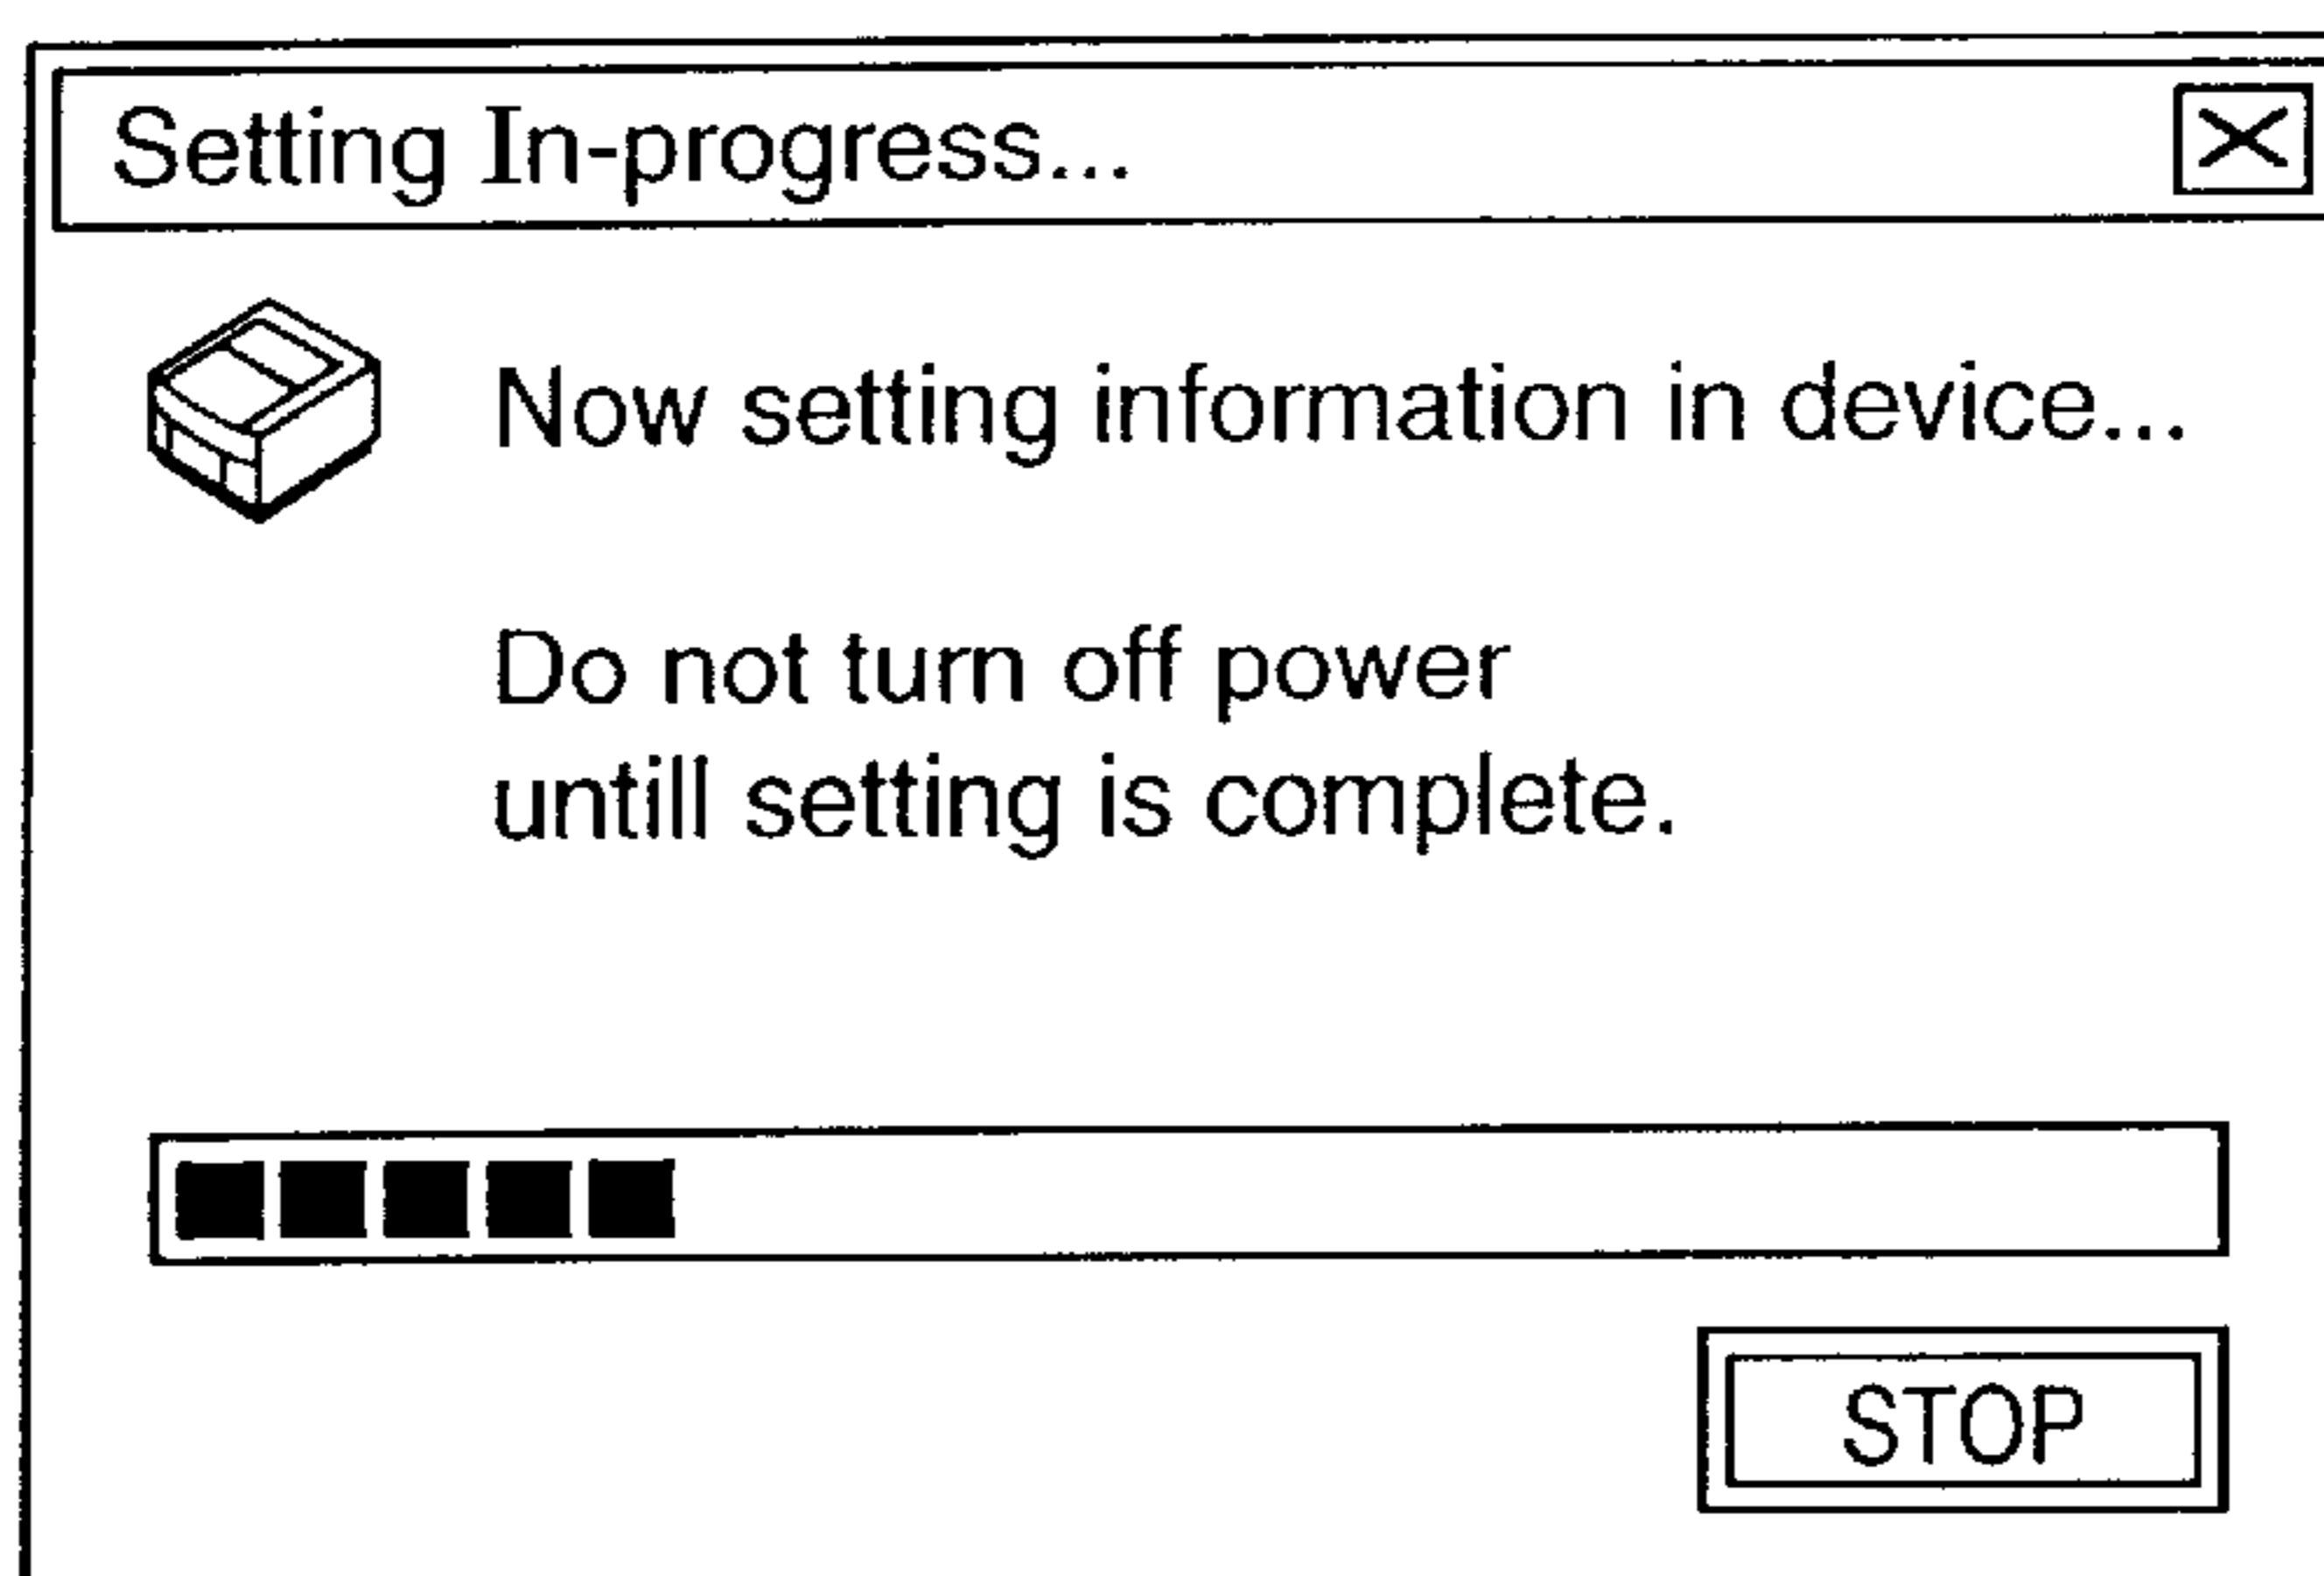 Setting In-progress...
Now setting information in device...
Do not turn off power
untill setting is complete.
STOP